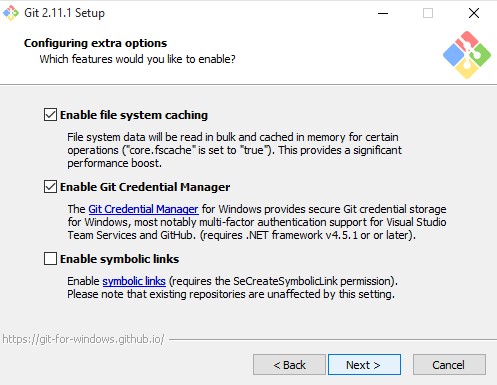 Git 2.11.1 Setup
Configuring extra options
Which features would you like to enable?
Enable file system caching
File system data will be read in bulk and cached in memory for certain
operations ("core.fscache" is set to "true"). This provides a significant
performance boost.
Enable Git Credential Manager
The Git Credential Manager for Windows provides secure Git credential storage
for Windows, most notably multi-factor authentication support for Visual Studio
Team Services and GitHub. (requires .NET framework v4.5.1 or or later).
Enable symbolic links
Enable symbolic links (requires the SeCreateSymbolicLink permission).
Please note that existing repositories are unaffected by this setting.
https://git-for-windows.github.io/
< Back
Next >
Cancel